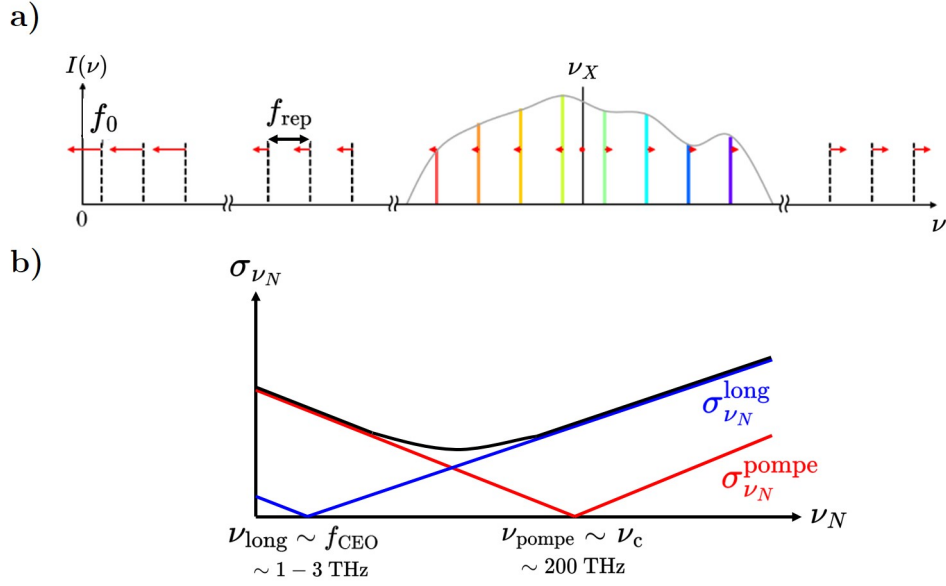 a)
I(ν)
ν_X
f_0
f_rep
0
ν
b)
σ_{ν_N}
σ_{ν_N}^{long}
σ_{ν_N}^{pompe}
ν_long ∼ f_CEO
ν_pompe ∼ ν_c
ν_N
∼ 1 − 3 THz
∼ 200 THz